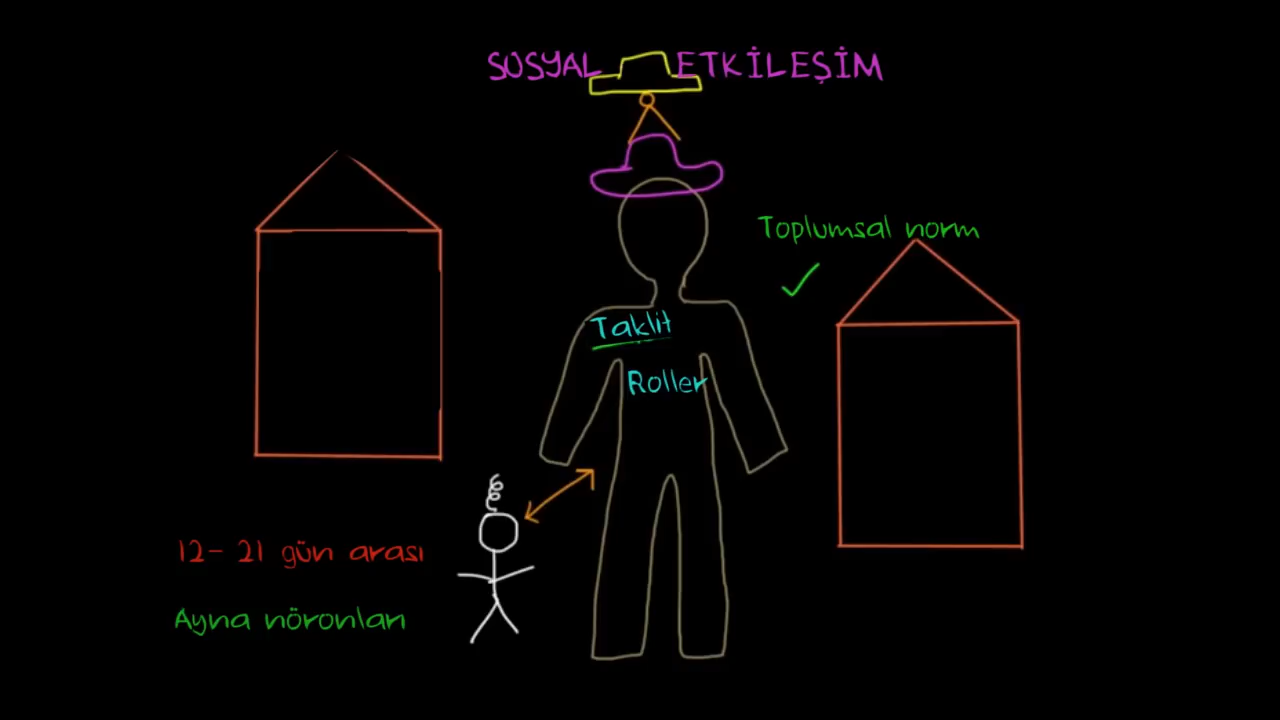 SOSYAL ETKİLEŞİM
Toplumsal norm
Taklit
Roller
12- 21 gün arası
Ayna nöronları